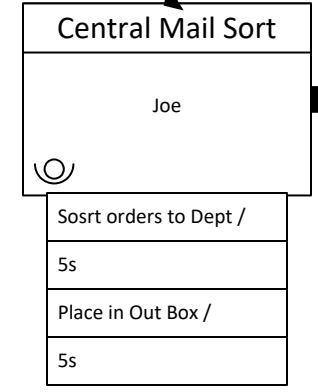 Central Mail Sort
Joe
Sosrt orders to Dept /
5s
Place in Out Box /
5s